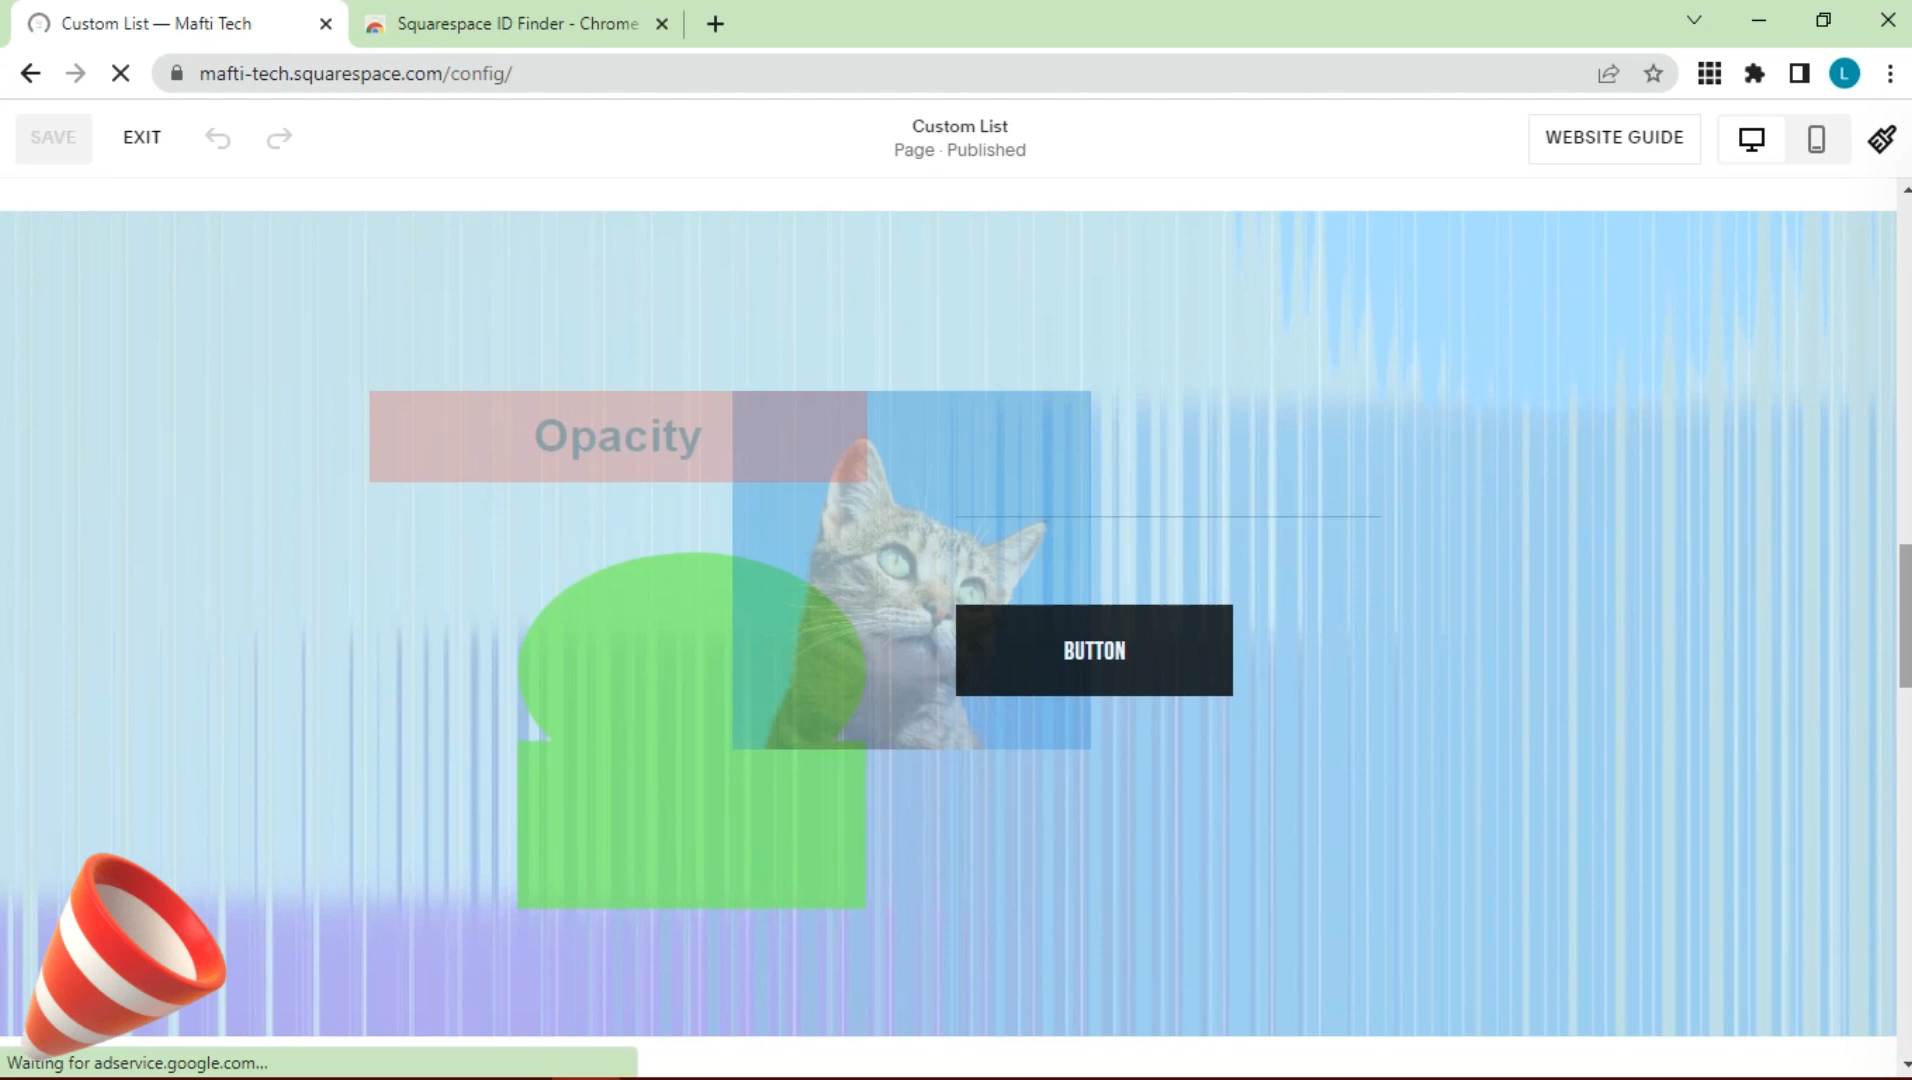 Custom List — Mafti Tech
Squarespace ID Finder - Chrome
mafti-tech.squarespace.com/config/
L
SAVE
EXIT
Custom List
Page · Published
WEBSITE GUIDE
Opacity
BUTTON
Waiting for adservice.google.com...